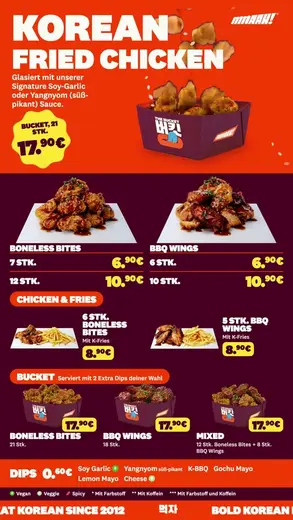 KOREAN
FRIED CHICKEN
Glasiert mit unserer
Signature Soy-Garlic
oder Yangnyom (süß-
pikant) Sauce.
BUCKET, 21
STK.
17.90€
THE BUCKET
버킷
BONELESS BITES
7 STK. 6.90€
12 STK. 10.90€
BBQ WINGS
6 STK. 6.90€
10 STK. 10.90€
CHICKEN & FRIES
6 STK.
BONELESS
BITES
Mit K-Fries
8.90€
5 STK. BBQ
WINGS
Mit K-Fries
8.90€
BUCKET Serviert mit 2 Extra Dips deiner Wahl
17.90€
BONELESS BITES
21 Stk.
17.90€
BBQ WINGS
18 Stk.
17.90€
MIXED
12 Stk. Boneless Bites + 8 Stk.
BBQ Wings
DIPS 0.60€
Soy Garlic Yangnyom süß-pikant K-BBQ Gochu Mayo
Lemon Mayo Cheese
Vegan Veggie Spicy * Mit Farbstoff ** Mit Koffein *** Mit Farbstoff und Koffein
AT KOREAN SINCE 2012 먹자 BOLD KOREAN